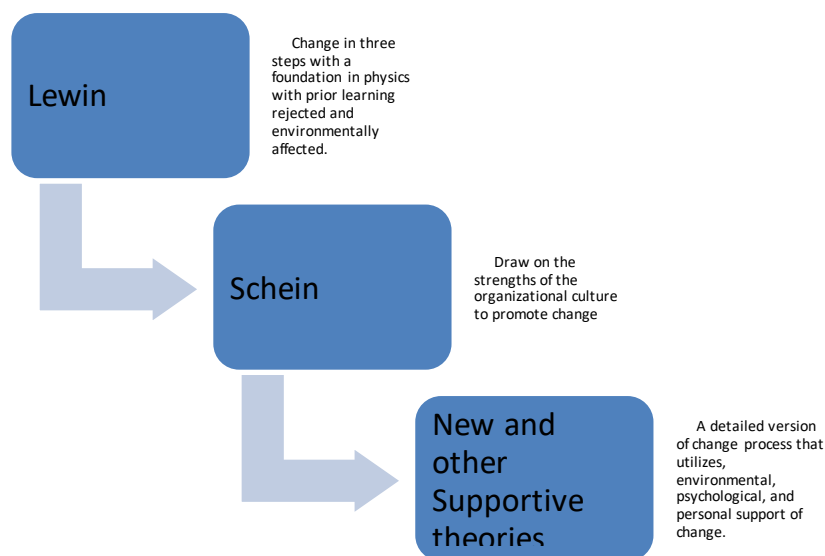 Lewin
Change in three
steps with a
foundation in physics
with prior learning
rejected and
environmentally
affected.
Schein
Draw on the
strengths of the
organizational culture
to promote change
New and
other
Supportive
theories
A detailed version
of change process that
utilizes,
environmental,
psychological, and
personal support of
change.